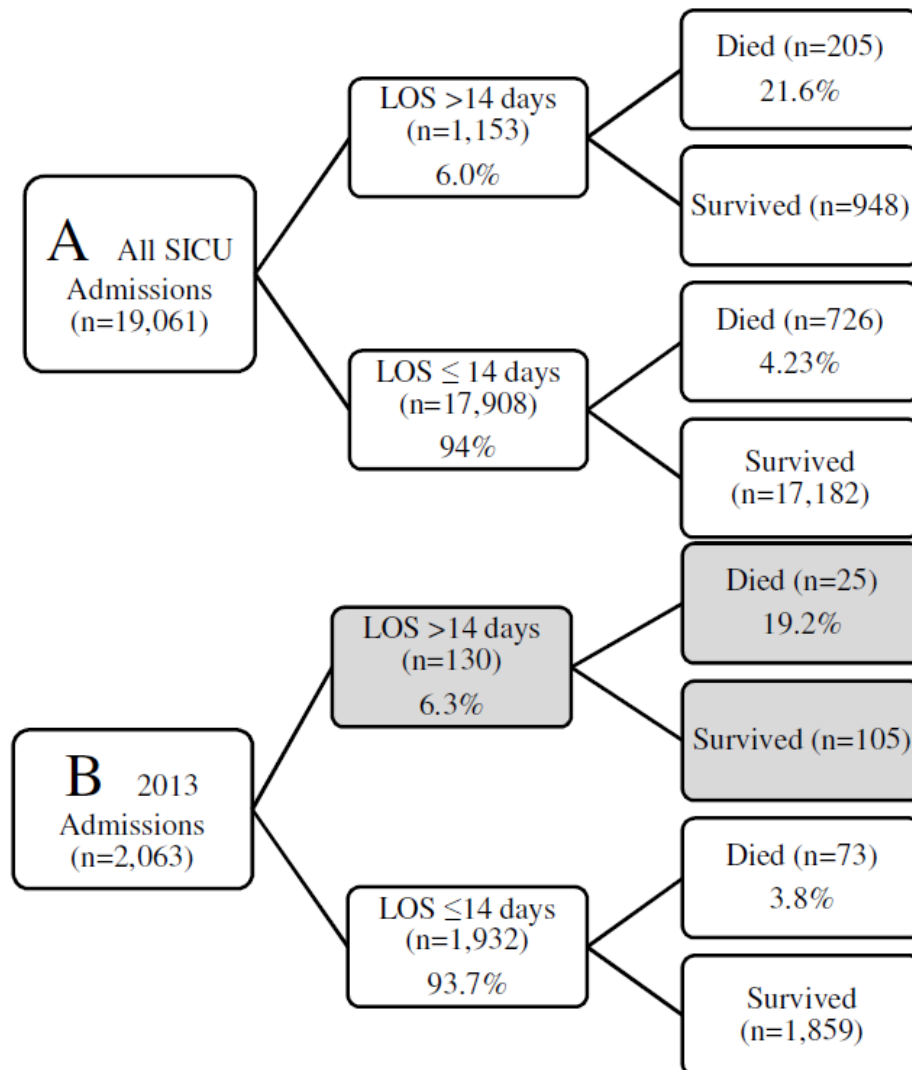 A All SICU
Admissions
(n=19,061)
LOS >14 days
(n=1,153)
6.0%
Died (n=205)
21.6%
Survived (n=948)
LOS ≤ 14 days
(n=17,908)
94%
Died (n=726)
4.23%
Survived
(n=17,182)
B 2013
Admissions
(n=2,063)
LOS >14 days
(n=130)
6.3%
Died (n=25)
19.2%
Survived (n=105)
LOS ≤14 days
(n=1,932)
93.7%
Died (n=73)
3.8%
Survived
(n=1,859)